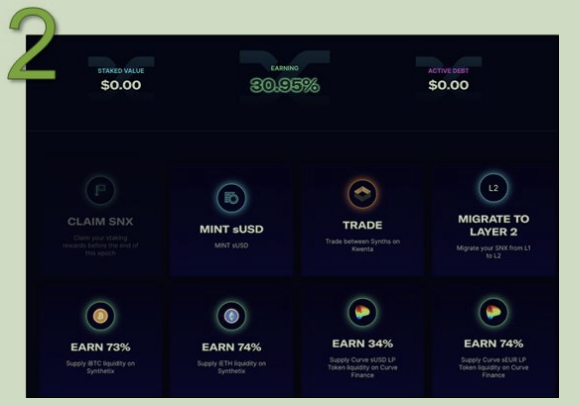 2
STAKED VALUE
$0.00
EARNING
30.95%
ACTIVE DEBT
$0.00
CLAIM SNX
Claim your staking
rewards before the end of
this epoch
MINT sUSD
MINT sUSD
TRADE
Trade between Synths on
Kwenta
L2
MIGRATE TO
LAYER 2
Migrate your SNX from L1
to L2
EARN 73%
Supply iBTC liquidity on
Synthetix
EARN 74%
Supply iETH liquidity on
Synthetix
EARN 34%
Supply Curve sUSD LP
Token liquidity on Curve
Finance
EARN 74%
Supply Curve sEUR LP
Token liquidity on Curve
Finance